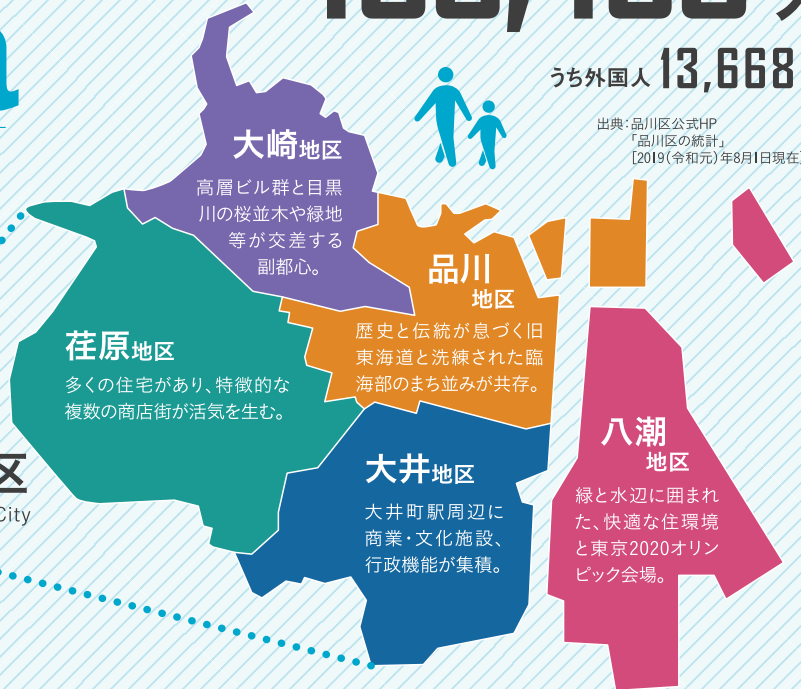 うち外国人 13,668
出典：品川区公式HP
「品川区の統計」
[2019(令和元)年8月1日現在]
大崎地区
高層ビル群と目黒
川の桜並木や緑地
等が交差する
副都心。
品川
地区
歴史と伝統が息づく旧
東海道と洗練された臨
海部のまち並みが共存。
荏原地区
多くの住宅があり、特徴的な
複数の商店街が活気を生む。
大井地区
大井町駅周辺に
商業・文化施設、
行政機能が集積。
八潮
地区
緑と水辺に囲まれ
た、快適な住環境
と東京2020オリン
ピック会場。
区
City